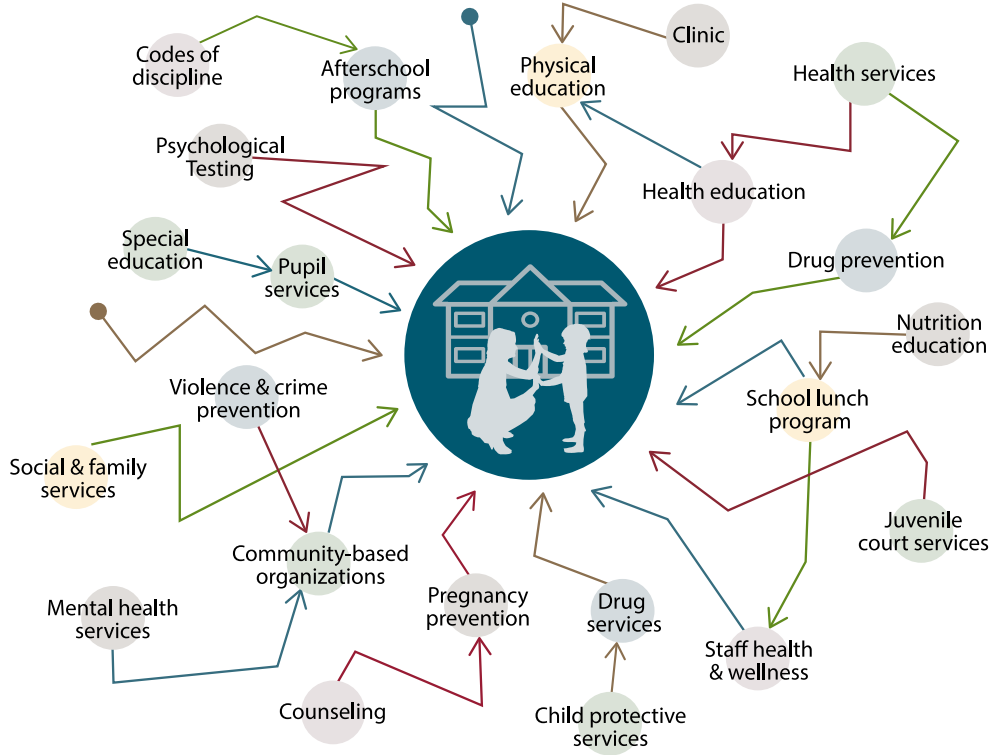 Codes of
discipline
Afterschool
programs
Physical
education
Clinic
Health services
Psychological
Testing
Health education
Special
education
Pupil
services
Drug prevention
Nutrition
education
Violence & crime
prevention
School lunch
program
Social & family
services
Juvenile
court services
Community-based
organizations
Mental health
services
Pregnancy
prevention
Drug
services
Staff health
& wellness
Counseling
Child protective
services